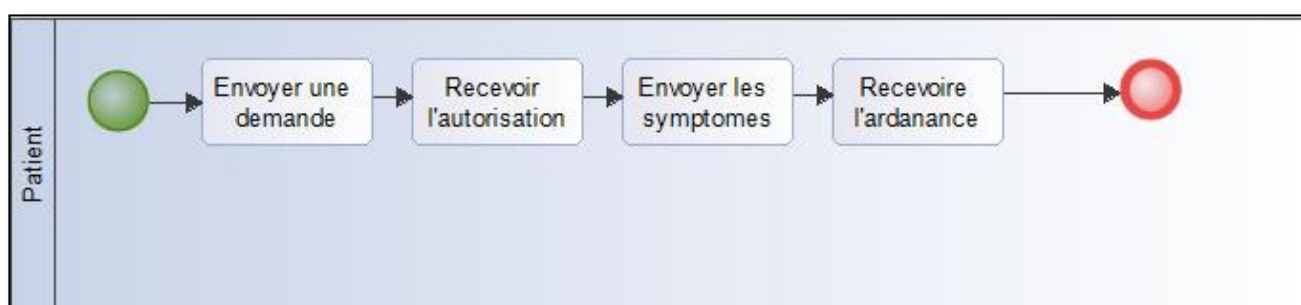 Patient
Envoyer une
demande
Recevoir
l'autorisation
Envoyer les
symptomes
Recevoire
l'ardanance